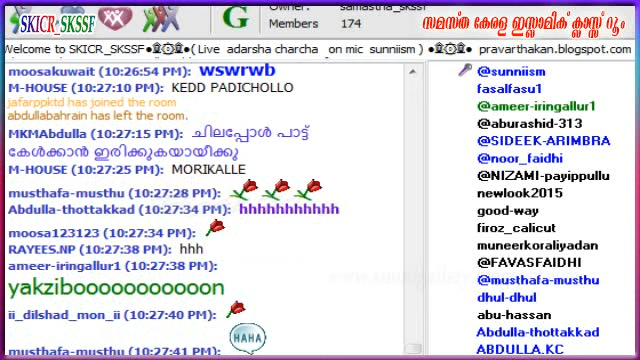 SKICR_SKSSF
G
Owner: samastha_skssf
Members 174
സമസ്ത കേരള ഇസ്ലാമിക് ക്ലാസ്സ് റൂം
Welcome to SKICR_SKSSF●۩۞۩●( Live adarsha charcha on mic sunniism ) ●۩۞۩● pravarthakan.blogspot.com
moosakuwait (10:26:54 PM): wswrwb
M-HOUSE (10:27:10 PM): KEDD PADICHOLLO
jafarppktd has joined the room
abdullabahrain has left the room.
MKMAbdulla (10:27:15 PM): ചിലപ്പോൾ പാട്ട്
കേൾക്കാൻ ഇരിക്കുകയായീക്കു
M-HOUSE (10:27:25 PM): MORIKALLE
musthafa-musthu (10:27:28 PM):
Abdulla-thottakkad (10:27:34 PM): hhhhhhhhhhh
moosa123123 (10:27:34 PM):
RAYEES.NP (10:27:38 PM): hhh
ameer-iringallur1 (10:27:38 PM):
yakzibooooooooooon
ii_dilshad_mon_ii (10:27:40 PM):
HAHA
musthafa-musthu (10:27:41 PM):
@sunniism
fasalfasu1
@ameer-iringallur1
@aburashid-313
@SIDEEK-ARIMBRA
@noor_faidhi
@NIZAMI-payippullu
newlook2015
good-way
firoz_calicut
muneerkoraliyadan
@FAVASFAIDHI
@musthafa-musthu
dhul-dhul
abu-hassan
Abdulla-thottakkad
ABDULLA.KC